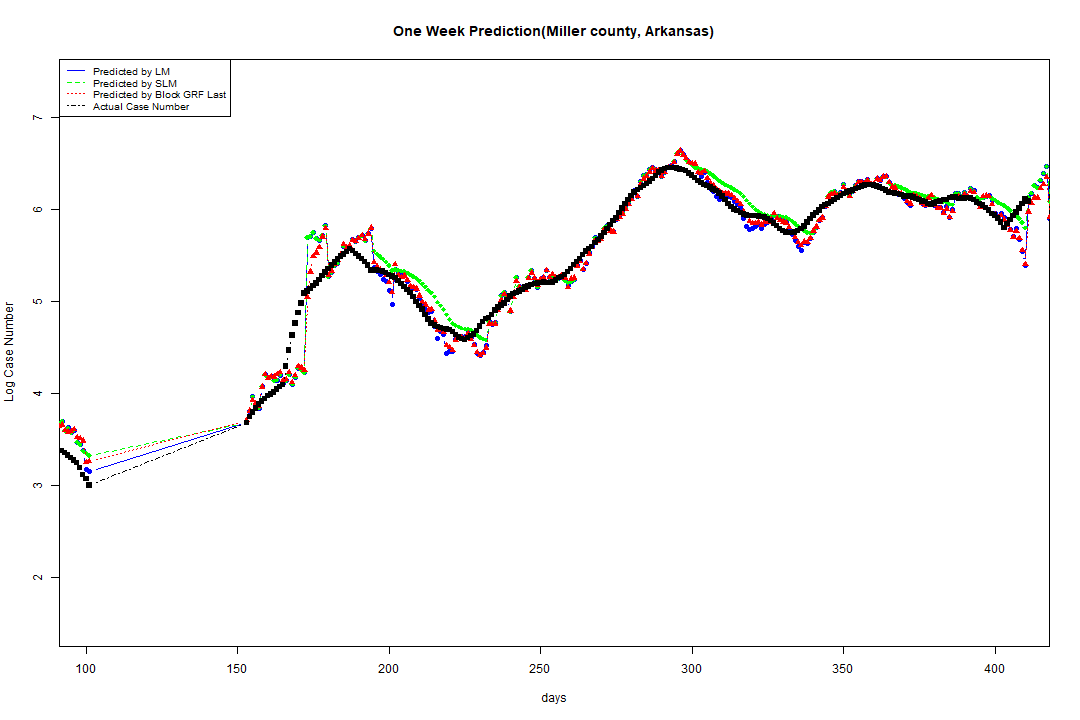 One Week Prediction(Miller county, Arkansas)
Predicted by LM
Predicted by SLM
Predicted by Block GRF Last
Actual Case Number
Log Case Number
7
6
5
4
3
2
100 150 200 250 300 350 400
days